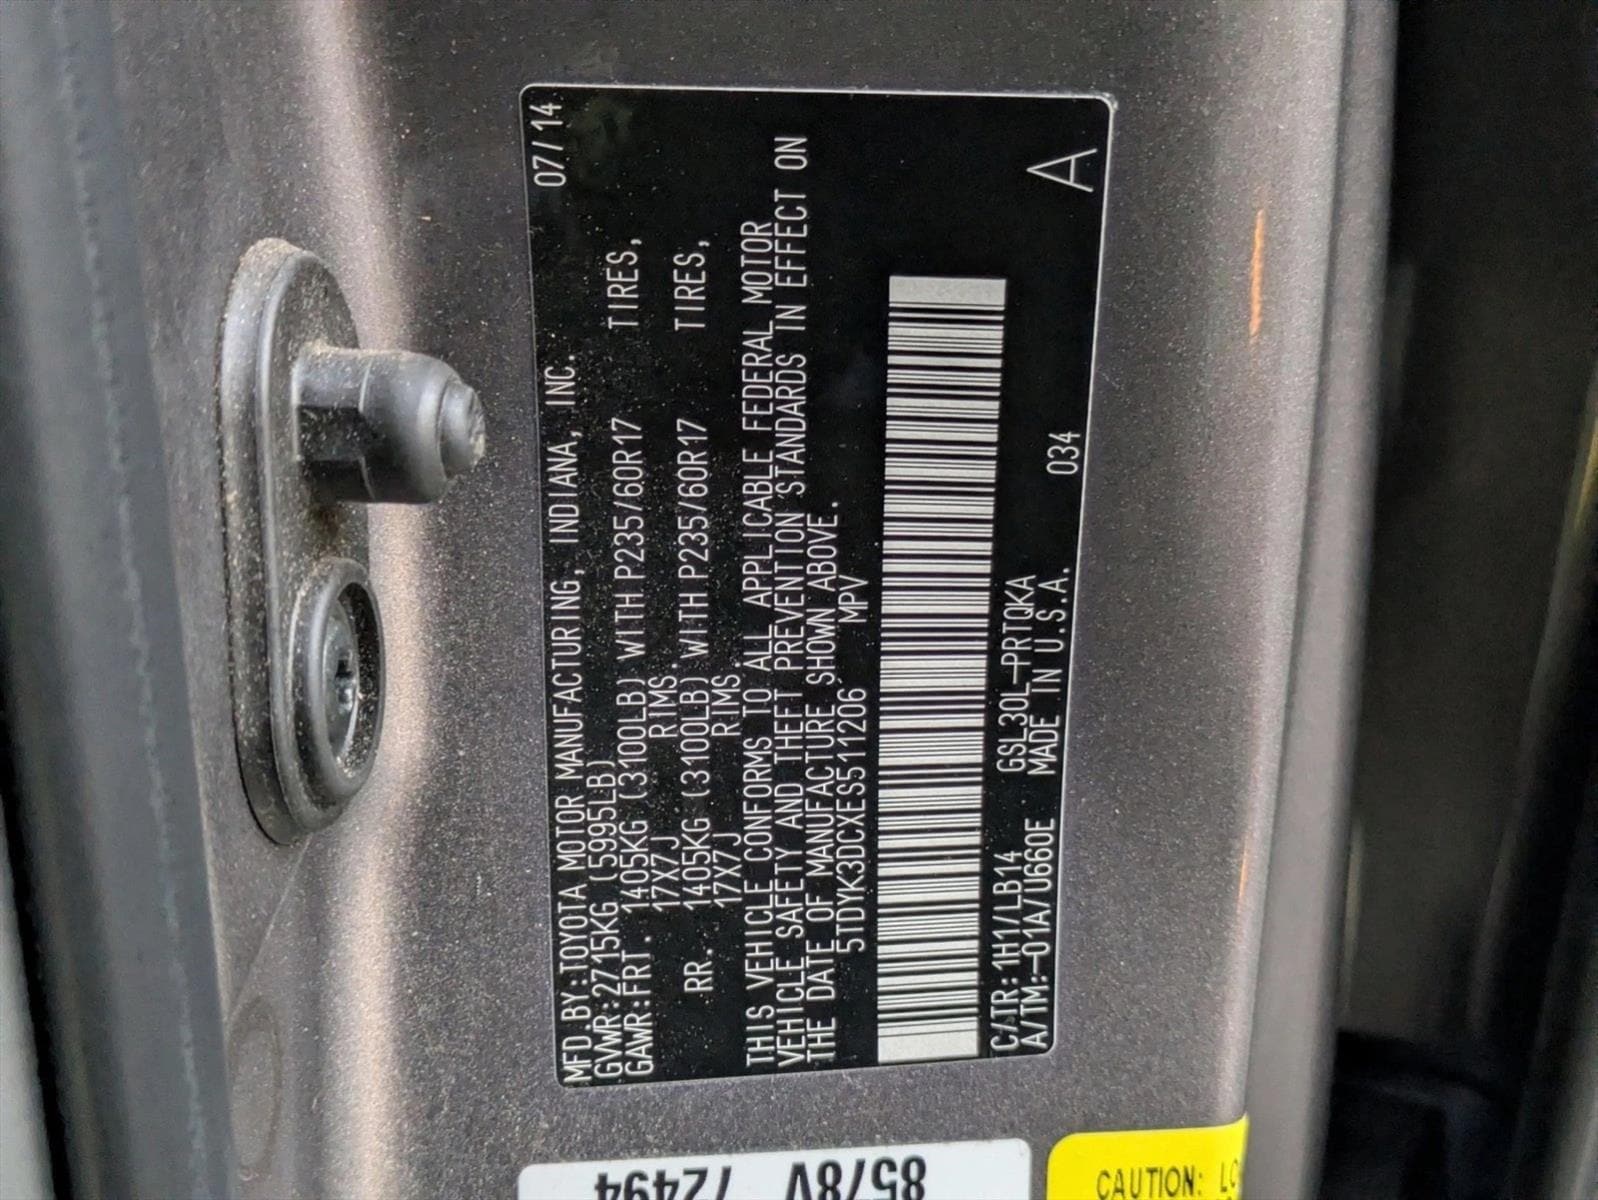 07/14
MFD.BY:TOYOTA MOTOR MANUFACTURING, INDIANA, INC.
GVWR:2715KG (5995LB)
GAWR:FRT. 1405KG (3100LB) WITH P235/60R17 TIRES,
17X7J RIMS.
RR. 1405KG (3100LB) WITH P235/60R17 TIRES,
17X7J RIMS.
THIS VEHICLE CONFORMS TO ALL APPLICABLE FEDERAL MOTOR
VEHICLE SAFETY AND THEFT PREVENTION STANDARDS IN EFFECT ON
THE DATE OF MANUFACTURE SHOWN ABOVE.
5TDYK3DCXES511206 MPV
C/TR:1H1/LB14 GSL30L-PRTQKA
A/TM:-01A/U660E MADE IN U.S.A. 034
A
8578V 72494
CAUTION: